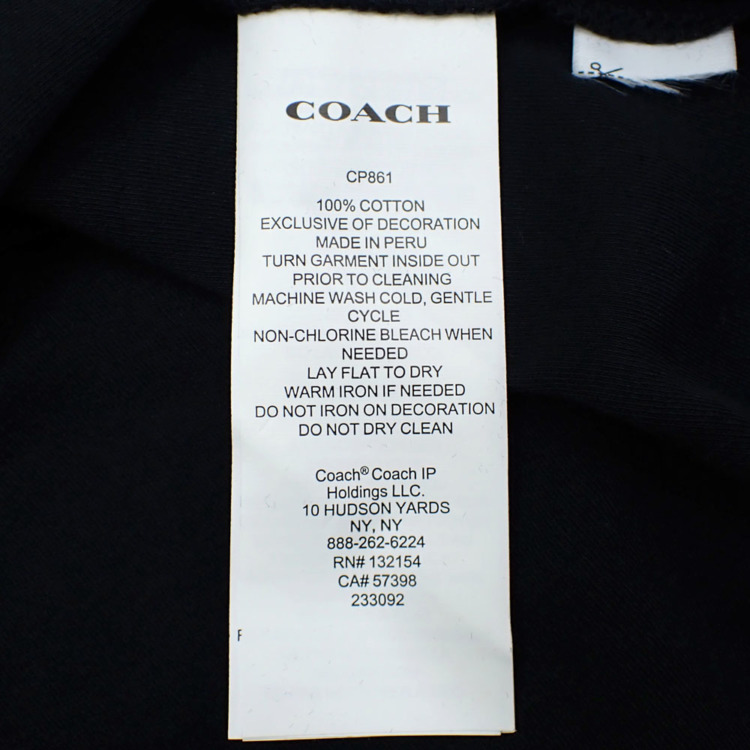 COACH
CP861
100% COTTON
EXCLUSIVE OF DECORATION
MADE IN PERU
TURN GARMENT INSIDE OUT
PRIOR TO CLEANING
MACHINE WASH COLD, GENTLE
CYCLE
NON-CHLORINE BLEACH WHEN
NEEDED
LAY FLAT TO DRY
WARM IRON IF NEEDED
DO NOT IRON ON DECORATION
DO NOT DRY CLEAN
Coach® Coach IP
Holdings LLC.
10 HUDSON YARDS
NY, NY
888-262-6224
RN# 132154
CA# 57398
233092